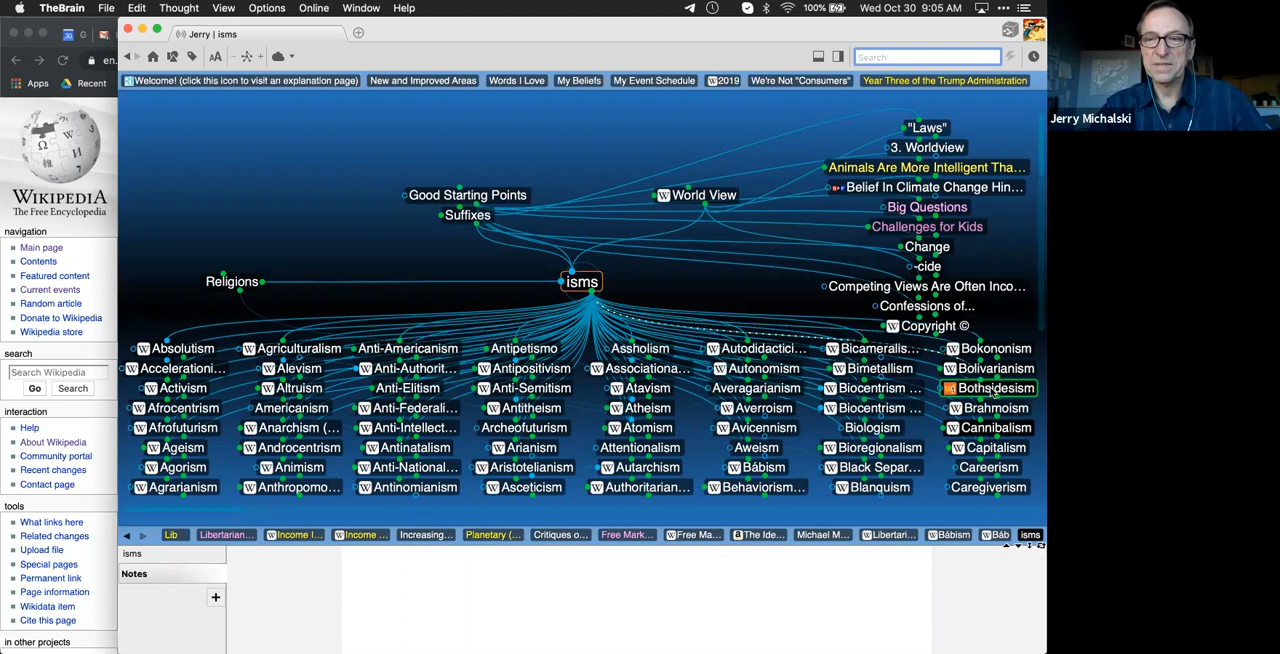 TheBrain File Edit Thought View Options Online Window Help 100% Wed Oct 30 9:05 AM
Jerry | isms
G
en.
Apps Recent
Search
Welcome! (click this icon to visit an explanation page) New and Improved Areas Words I Love My Beliefs My Event Schedule 2019 We're Not "Consumers" Year Three of the Trump Administration
Jerry Michalski
WIKIPEDIA
The Free Encyclopedia
navigation
Main page
Contents
Featured content
Current events
Random article
Donate to Wikipedia
Wikipedia store
search
Search Wikipedia
Go Search
interaction
Help
About Wikipedia
Community portal
Recent changes
Contact page
tools
What links here
Related changes
Upload file
Special pages
Permanent link
Page information
Wikidata item
Cite this page
in other projects
"Laws"
3. Worldview
Animals Are More Intelligent Tha...
Belief In Climate Change Hin...
Big Questions
Challenges for Kids
Change
-cide
Competing Views Are Often Inco...
Confessions of...
Copyright ©
Good Starting Points
Suffixes
World View
Religions
isms
Absolutism Agriculturalism Anti-Americanism Antipetismo Assholism Autodidactici... Bicameralis... Bokononism
Accelerationi... Alevism Anti-Authorit... Antipositivism Associationa... Autonomism Bimetallism Bolivarianism
Activism Altruism Anti-Elitism Anti-Semitism Atavism Averagarianism Biocentrism ... Bothsidesism
Afrocentrism Americanism Anti-Federali... Antitheism Atheism Averroism Biocentrism ... Brahmoism
Afrofuturism Anarchism (... Anti-Intellect... Archeofuturism Atomism Avicennism Biologism Cannibalism
Ageism Androcentrism Antinatalism Arianism Attentionalism Aweism Bioregionalism Capitalism
Agorism Animism Anti-National... Aristotelianism Autarchism Bábism Black Separ... Careerism
Agrarianism Anthropomo... Antinomianism Asceticism Authoritarian... Behaviorism... Blanquism Caregiverism
Lib Libertarian... Income I... Income ... Increasing... Planetary (... Critiques o... Free Mark... Free Ma... The Ide... Michael M... Libertari... Bábism Báb isms
isms
Notes